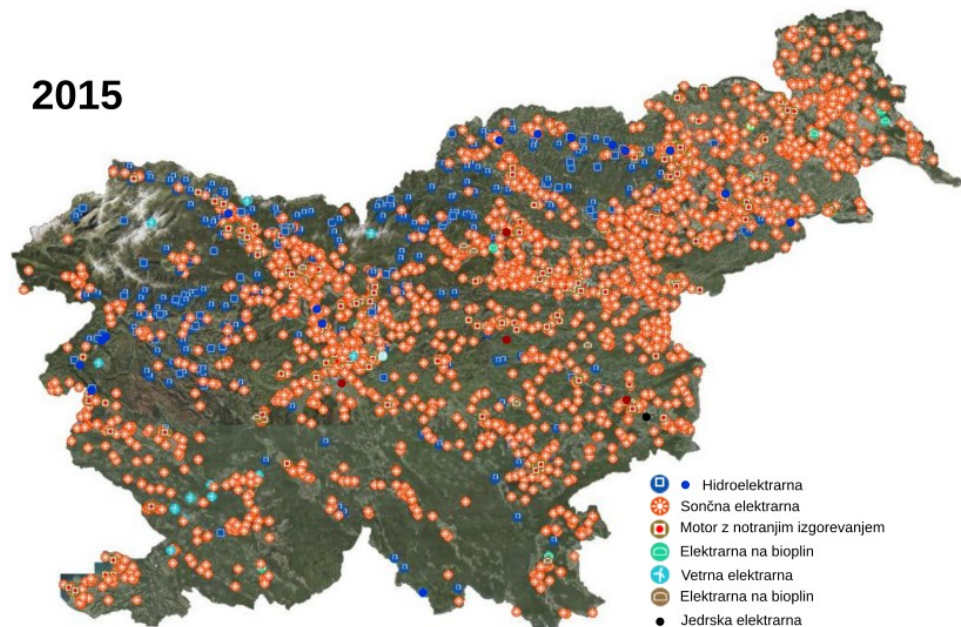 2015
Hidroelektrarna
Sončna elektrarna
Motor z notranjim izgorevanjem
Elektrarna na bioplin
Vetrna elektrarna
Elektrarna na bioplin
Jedrska elektrarna